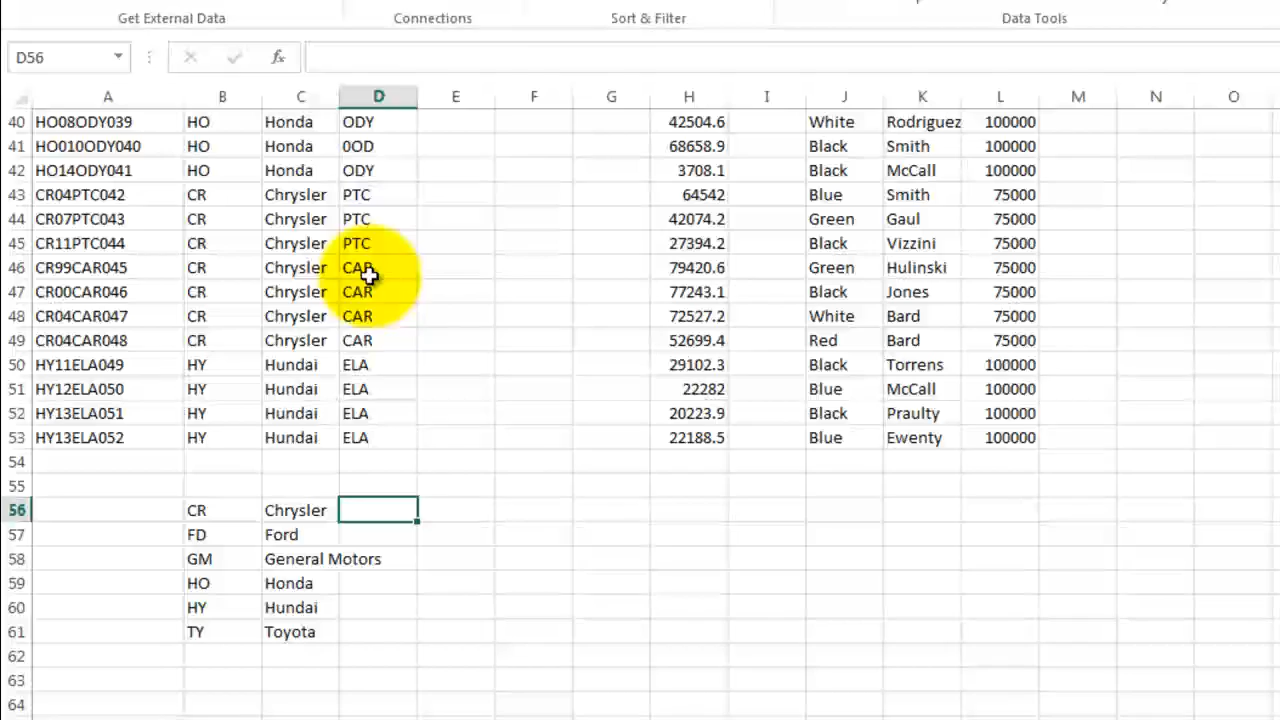 Get External Data Connections Sort & Filter Data Tools
D56 fx
A B C D E F G H I J K L M N O
40 HO08ODY039 HO Honda ODY 42504.6 White Rodriguez 100000
41 HO010ODY040 HO Honda 0OD 68658.9 Black Smith 100000
42 HO14ODY041 HO Honda ODY 3708.1 Black McCall 100000
43 CR04PTC042 CR Chrysler PTC 64542 Blue Smith 75000
44 CR07PTC043 CR Chrysler PTC 42074.2 Green Gaul 75000
45 CR11PTC044 CR Chrysler PTC 27394.2 Black Vizzini 75000
46 CR99CAR045 CR Chrysler CAR 79420.6 Green Hulinski 75000
47 CR00CAR046 CR Chrysler CAR 77243.1 Black Jones 75000
48 CR04CAR047 CR Chrysler CAR 72527.2 White Bard 75000
49 CR04CAR048 CR Chrysler CAR 52699.4 Red Bard 75000
50 HY11ELA049 HY Hundai ELA 29102.3 Black Torrens 100000
51 HY12ELA050 HY Hundai ELA 22282 Blue McCall 100000
52 HY13ELA051 HY Hundai ELA 20223.9 Black Praulty 100000
53 HY13ELA052 HY Hundai ELA 22188.5 Blue Ewenty 100000
54
55
56 CR Chrysler
57 FD Ford
58 GM General Motors
59 HO Honda
60 HY Hundai
61 TY Toyota
62
63
64